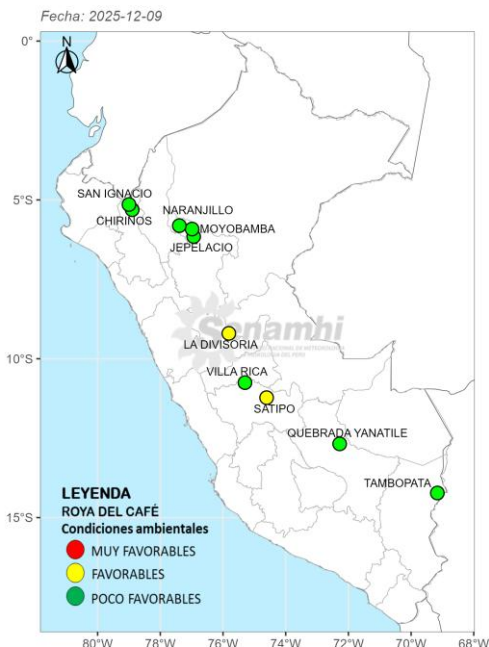 Fecha: 2025-12-09
0°
N
SAN IGNACIO
5°S
NARANJILLO
CHIRINOS
MOYOBAMBA
JEPELACIO
Senamhi
LA DIVISORIA
10°S
VILLA RICA
SATIPO
QUEBRADA YANATILE
TAMBOPATA
15°S
LEYENDA
ROYA DEL CAFÉ
Condiciones ambientales
MUY FAVORABLES
FAVORABLES
POCO FAVORABLES
80°W 78°W 76°W 74°W 72°W 70°W 68°W